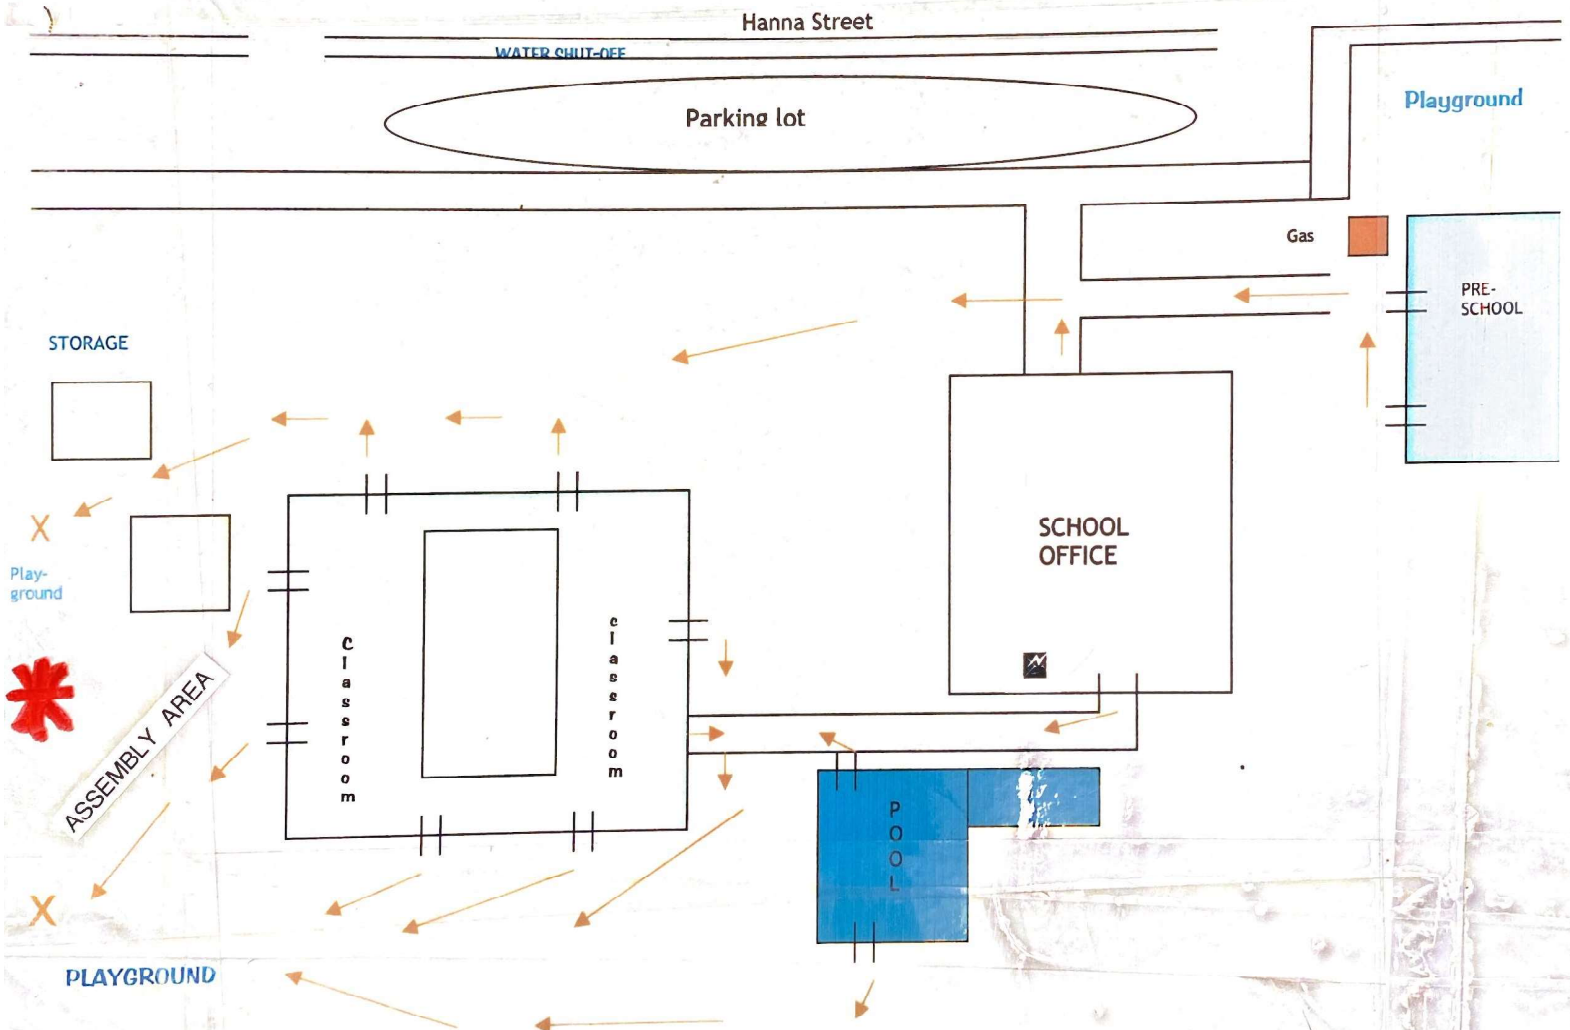 Hanna Street
WATER SHUT-OFF
Parking lot
Playground
Gas
PRE-
SCHOOL
STORAGE
SCHOOL
OFFICE
X
Play-
ground
Classroom
classroom
ASSEMBLY AREA
POOL
X
PLAYGROUND